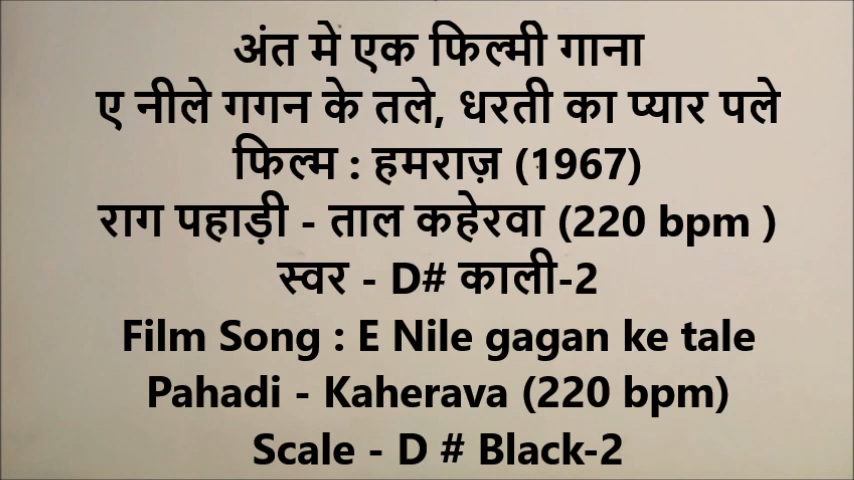 अंत मे एक फिल्मी गाना
ए नीले गगन के तले, धरती का प्यार पले
फिल्म : हमराज़ (1967)
राग पहाड़ी - ताल कहेरवा (220 bpm )
स्वर - D# काली-2
Film Song : E Nile gagan ke tale
Pahadi - Kaherava (220 bpm)
Scale - D # Black-2